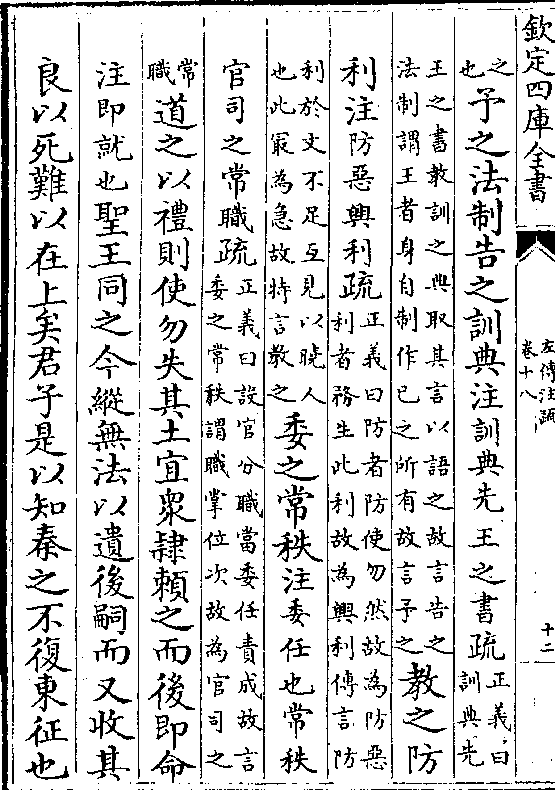 欽定四庫全書
左傳注疏
卷十八
十二
之也予之法制告之訓典注訓典先王之書疏正義曰訓典先
王之書教訓之典取其言以語之故言告之法制謂王者身自制作已之所有故言予之教之防
利注防惡興利疏正義曰防者防使勿然故為防惡利者務生此利故為興利傳言防
利於文不足互見以曉人也此最為急故特言教之委之常秩注委任也常秩
官司之常職疏正義曰設官分職當委任責成故言委之常秩謂職掌位次故為官司之
常職道之以禮則使勿失其土宜衆隸頼之而後即命
注即就也聖王同之今縱無法以遺後嗣而又收其
良以死難以在上矣君子是以知秦之不復東征也